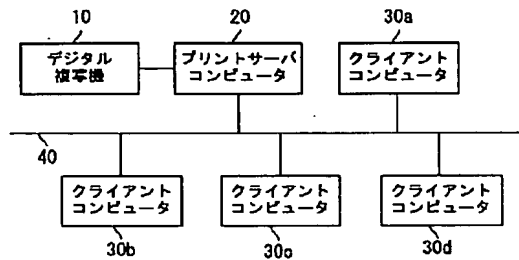 10
20
30a
デジタル
複写機
プリントサーバ
コンピュータ
クライアント
コンピュータ
40
クライアント
コンピュータ
クライアント
コンピュータ
クライアント
コンピュータ
30b
30c
30d